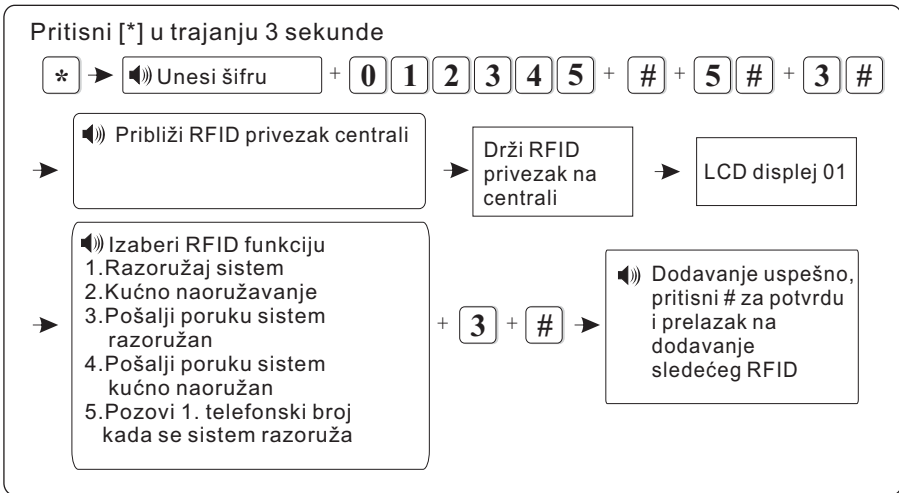 Pritisni [*] u trajanju 3 sekunde
* Unesi šifru + 0 1 2 3 4 5 + # + 5 # + 3 #
Približi RFID privezak centrali
Drži RFID
privezak na
centrali
LCD displej 01
Izaberi RFID funkciju
1.Razoružaj sistem
2.Kućno naoružavanje
3.Pošalji poruku sistem
razoružan
4.Pošalji poruku sistem
kućno naoružan
5.Pozovi 1. telefonski broj
kada se sistem razoruža
+ 3 + #
Dodavanje uspešno,
pritisni # za potvrdu
i prelazak na
dodavanje
sledećeg RFID